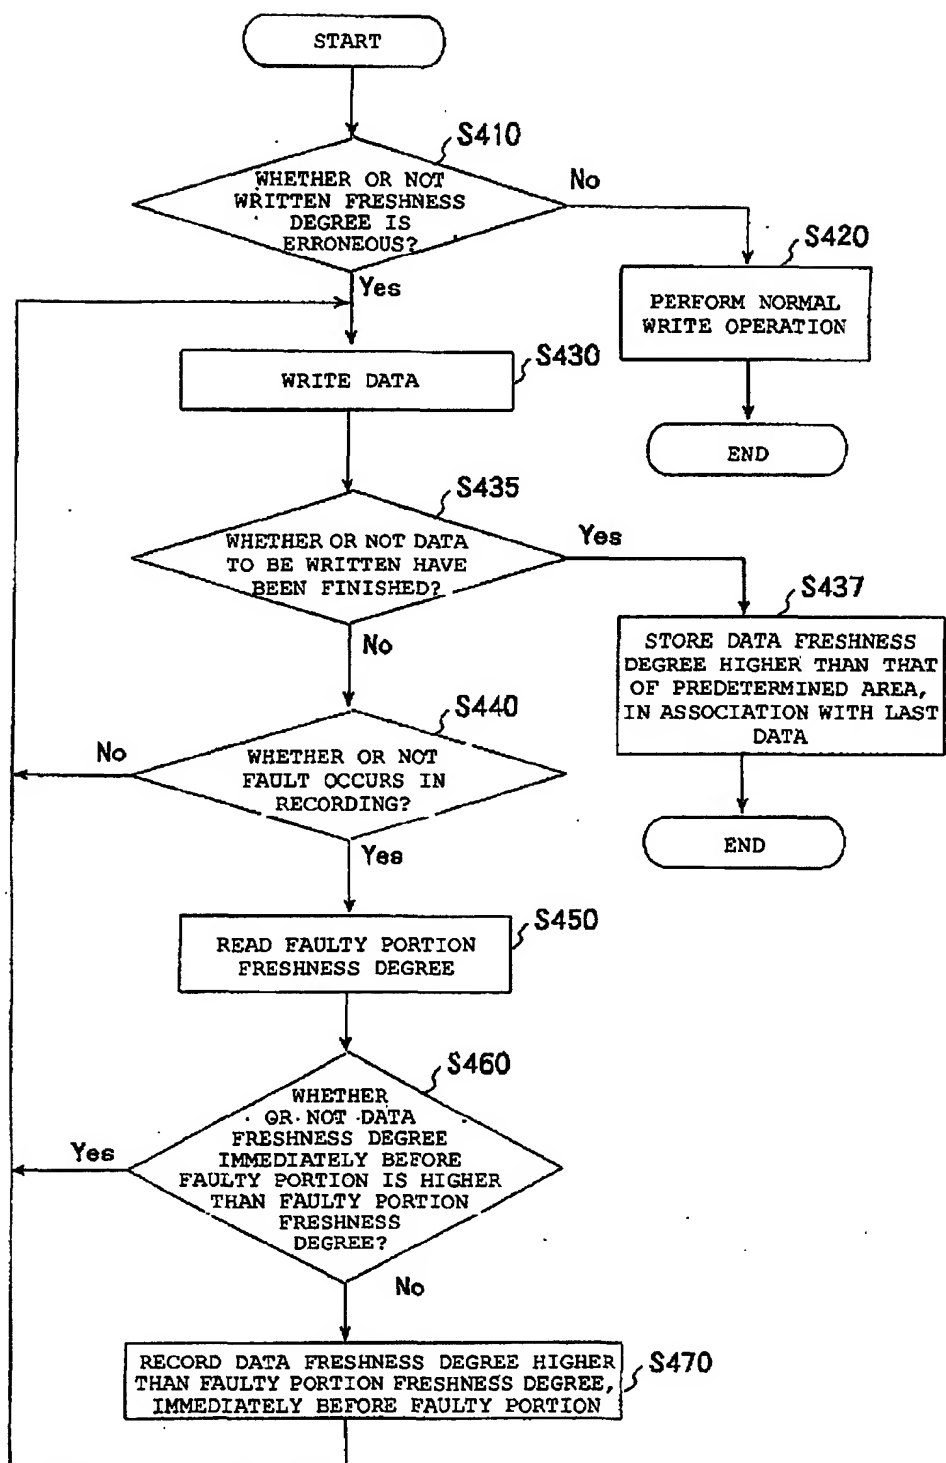 START
S410
WHETHER OR NOT
WRITTEN FRESHNESS
DEGREE IS
ERRONEOUS?
No
Yes
S420
PERFORM NORMAL
WRITE OPERATION
END
S430
WRITE DATA
S435
WHETHER OR NOT DATA
TO BE WRITTEN HAVE
BEEN FINISHED?
Yes
No
S437
STORE DATA FRESHNESS
DEGREE HIGHER THAN THAT
OF PREDETERMINED AREA,
IN ASSOCIATION WITH LAST
DATA
END
S440
WHETHER OR NOT
FAULT OCCURS IN
RECORDING?
No
Yes
S450
READ FAULTY PORTION
FRESHNESS DEGREE
S460
WHETHER
OR NOT DATA
FRESHNESS DEGREE
IMMEDIATELY BEFORE
FAULTY PORTION IS HIGHER
THAN FAULTY PORTION
FRESHNESS
DEGREE?
Yes
No
S470
RECORD DATA FRESHNESS DEGREE HIGHER
THAN FAULTY PORTION FRESHNESS DEGREE,
IMMEDIATELY BEFORE FAULTY PORTION